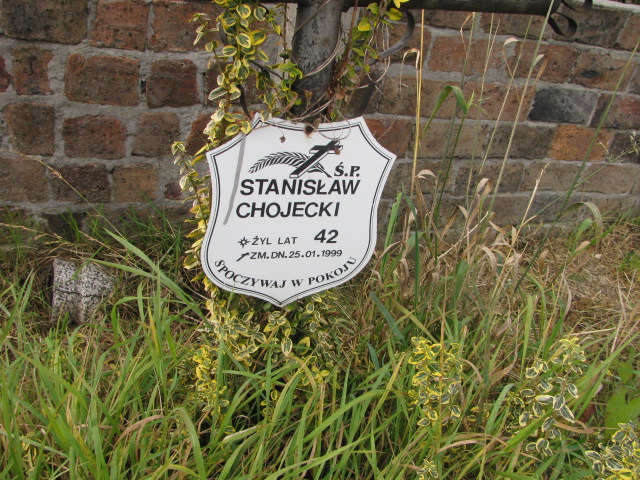 Ś.P.
STANISŁAW
CHOJECKI
ŻYŁ LAT 42
ZM.DN.25.01.1999
SPOCZYWAJ W POKOJU